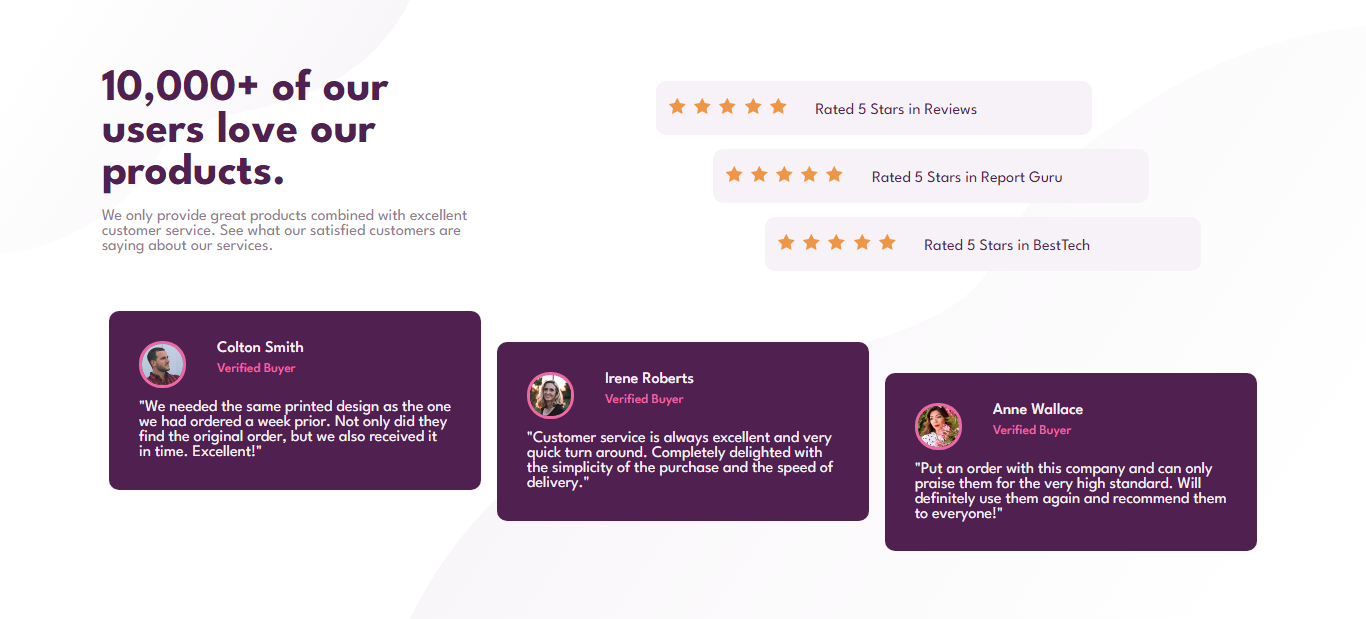 10,000+ of our
users love our
products.
We only provide great products combined with excellent
customer service. See what our satisfied customers are
saying about our services.
Rated 5 Stars in Reviews
Rated 5 Stars in Report Guru
Rated 5 Stars in BestTech
Colton Smith
Verified Buyer
"We needed the same printed design as the one
we had ordered a week prior. Not only did they
find the original order, but we also received it
in time. Excellent!"
Irene Roberts
Verified Buyer
"Customer service is always excellent and very
quick turn around. Completely delighted with
the simplicity of the purchase and the speed of
delivery."
Anne Wallace
Verified Buyer
"Put an order with this company and can only
praise them for the very high standard. Will
definitely use them again and recommend them
to everyone!"